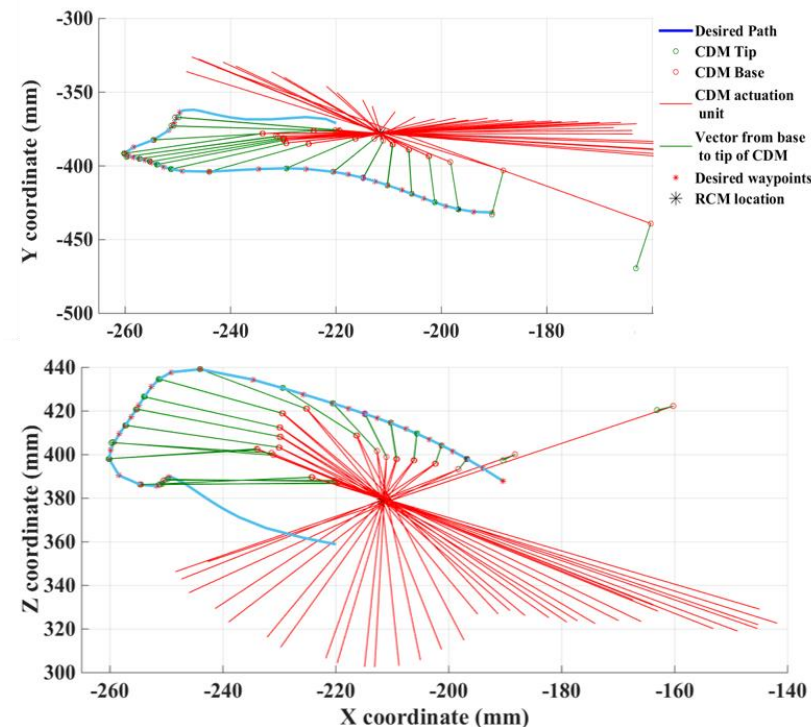 -300
-350
-400
-450
-500
Y coordinate (mm)
-260 -240 -220 -200 -180
Desired Path
CDM Tip
CDM Base
CDM actuation
unit
Vector from base
to tip of CDM
Desired waypoints
RCM location
440
420
400
380
360
340
320
300
Z coordinate (mm)
-260 -240 -220 -200 -180 -160 -140
X coordinate (mm)